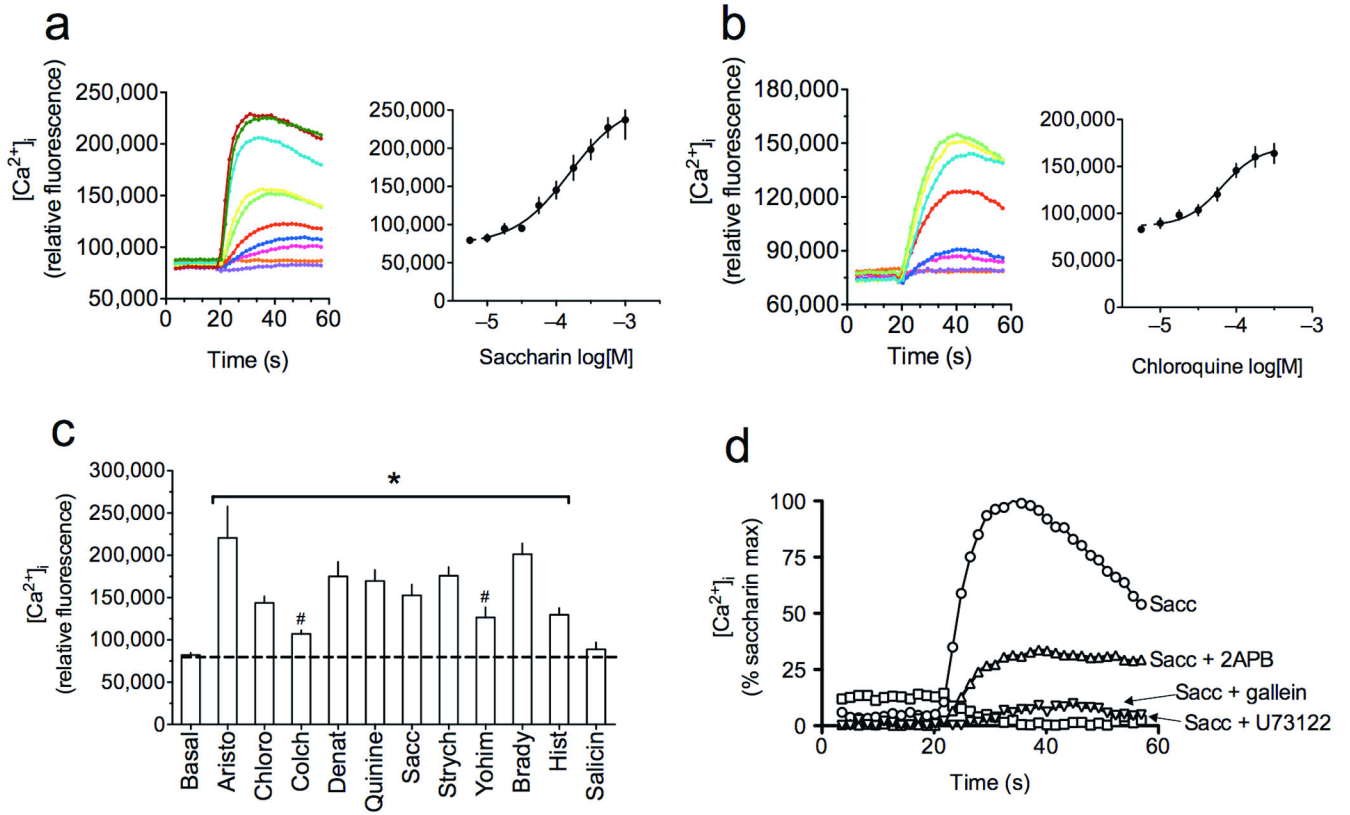 a
[Ca²⁺]ᵢ
(relative fluorescence)
250,000
200,000
150,000
100,000
50,000
0 20 40 60
Time (s)
250,000
200,000
150,000
100,000
50,000
0
–5 –4 –3
Saccharin log[M]
b
[Ca²⁺]ᵢ
(relative fluorescence)
180,000
150,000
120,000
90,000
60,000
0 20 40 60
Time (s)
200,000
150,000
100,000
50,000
0
–5 –4 –3
Chloroquine log[M]
c
[Ca²⁺]ᵢ
(relative fluorescence)
300,000
250,000
200,000
150,000
100,000
50,000
0
*
#
#
Basal
Aristo
Chloro
Colch
Denat
Quinine
Sacc
Strych
Yohim
Brady
Hist
Salicin
d
[Ca²⁺]ᵢ
(% saccharin max)
100
75
50
25
0
0 20 40 60
Time (s)
Sacc
Sacc + 2APB
Sacc + gallein
Sacc + U73122